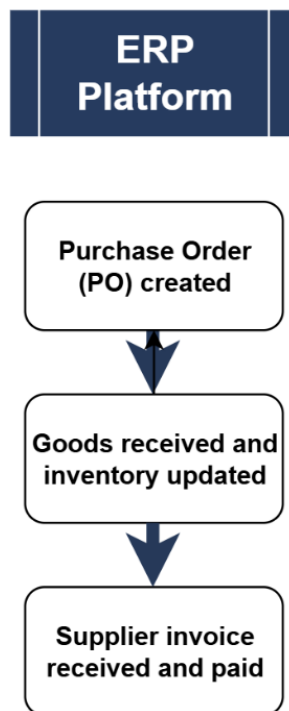 ERP
Platform
Purchase Order
(PO) created
Goods received and
inventory updated
Supplier invoice
received and paid